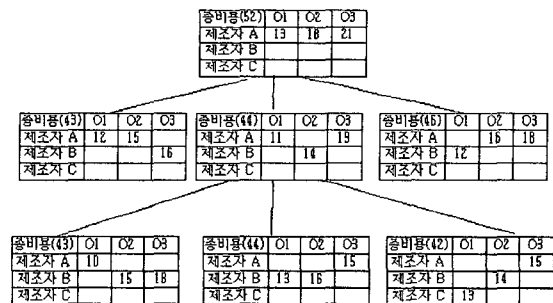 총비용(52) O1 O2 O3
제조자 A 13 18 21
제조자 B
제조자 C
총비용(43) O1 O2 O3
제조자 A 12 15
제조자 B 16
제조자 C
총비용(44) O1 O2 O3
제조자 A 11 19
제조자 B 14
제조자 C
총비용(46) O1 O2 O3
제조자 A 16 18
제조자 B 12
제조자 C
총비용(43) O1 O2 O3
제조자 A 10
제조자 B 15 18
제조자 C
총비용(44) O1 O2 O3
제조자 A 15
제조자 B 13 16
제조자 C
총비용(42) O1 O2 O3
제조자 A 15
제조자 B 14
제조자 C 13